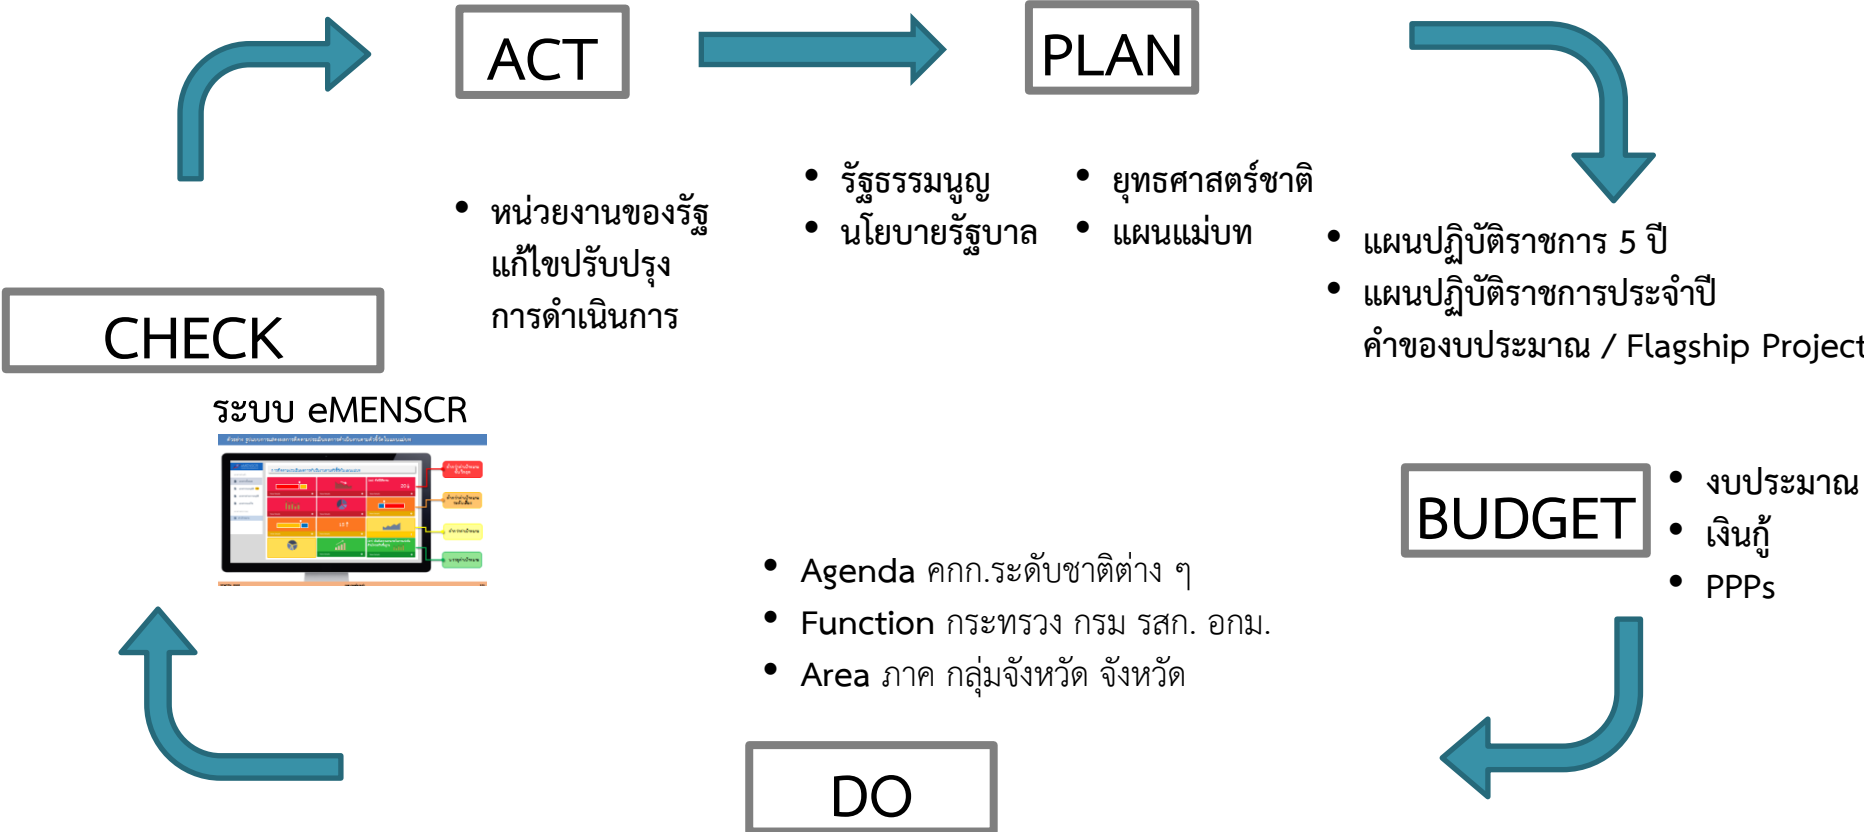 ACT
PLAN
• หน่วยงานของรัฐ
แก้ไขปรับปรุง
การดำเนินการ
• รัฐธรรมนูญ
• นโยบายรัฐบาล
• ยุทธศาสตร์ชาติ
• แผนแม่บท
• แผนปฏิบัติราชการ 5 ปี
• แผนปฏิบัติราชการประจำปี
คำของบประมาณ / Flagship Project
CHECK
ระบบ eMENSCR
BUDGET
• งบประมาณ
• เงินกู้
• PPPs
• Agenda คกก.ระดับชาติต่าง ๆ
• Function กระทรวง กรม รสก. อกม.
• Area ภาค กลุ่มจังหวัด จังหวัด
DO